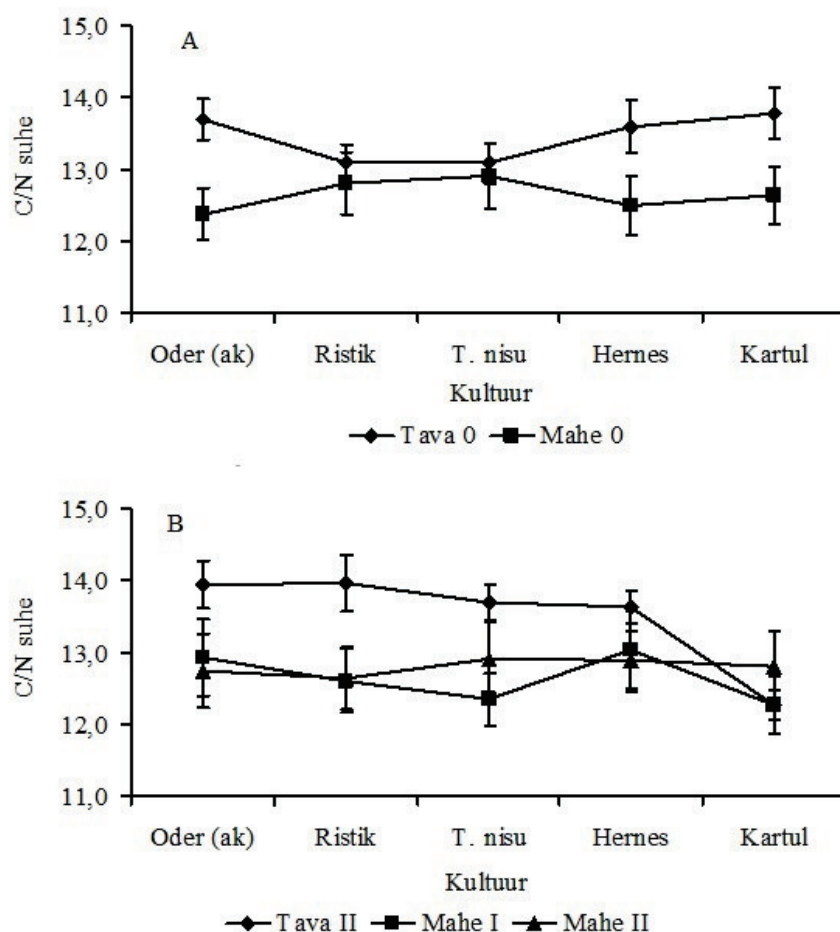 A
15,0
14,0
13,0
12,0
11,0
C/N suhe
Oder (ak) Ristik T. nisu Hernes Kartul
Kultuur
Tava 0 Mahe 0
B
15,0
14,0
13,0
12,0
11,0
C/N suhe
Oder (ak) Ristik T. nisu Hernes Kartul
Kultuur
Tava II Mahe I Mahe II